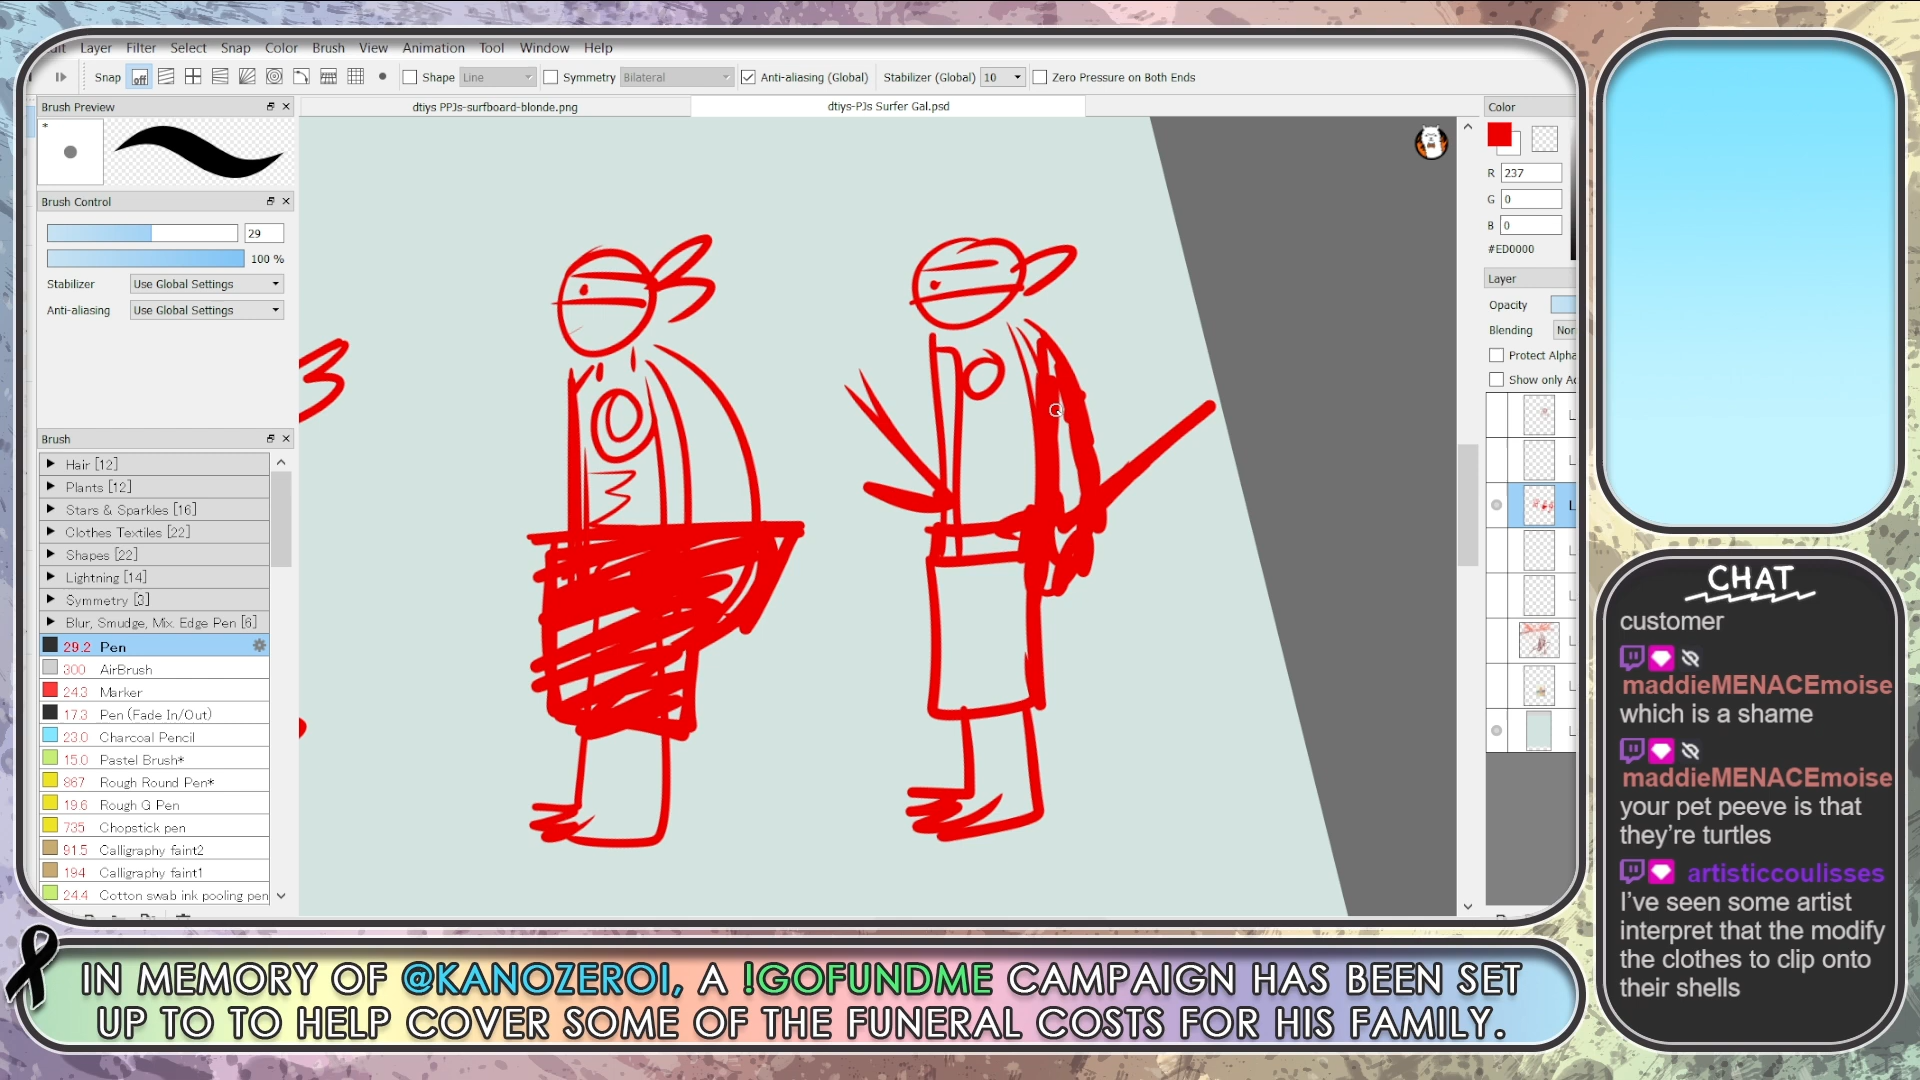 Layer Filter Select Snap Color Brush View Animation Tool Window Help
Snap off Shape Line Symmetry Bilateral Anti-aliasing (Global) Stabilizer (Global) 10 Zero Pressure on Both Ends
Brush Preview
dtiys PPJs-surfboard-blonde.png
dtiys-PJs Surfer Gal.psd
Color
*
R 237
G 0
B 0
#ED0000
Brush Control
29
100 %
Stabilizer Use Global Settings
Anti-aliasing Use Global Settings
Layer
Opacity
Blending
Protect Alpha
Show only
Brush
Hair [12]
Plants [12]
Stars & Sparkles [16]
Clothes Textiles [22]
Shapes [22]
Lightning [14]
Symmetry [3]
Blur, Smudge, Mix. Edge Pen [6]
29.2 Pen
300 AirBrush
24.3 Marker
17.3 Pen (Fade In/Out)
23.0 Charcoal Pencil
15.0 Pastel Brush*
867 Rough Round Pen*
19.6 Rough G Pen
735 Chopstick pen
91.5 Calligraphy faint2
194 Calligraphy faint1
24.4 Cotton swab ink pooling pen
CHAT
customer
maddieMENACEmoise
which is a shame
maddieMENACEmoise
your pet peeve is that
they're turtles
artisticcoulisses
I've seen some artist
interpret that the modify
the clothes to clip onto
their shells
IN MEMORY OF @KANOZEROI, A !GOFUNDME CAMPAIGN HAS BEEN SET
UP TO TO HELP COVER SOME OF THE FUNERAL COSTS FOR HIS FAMILY.